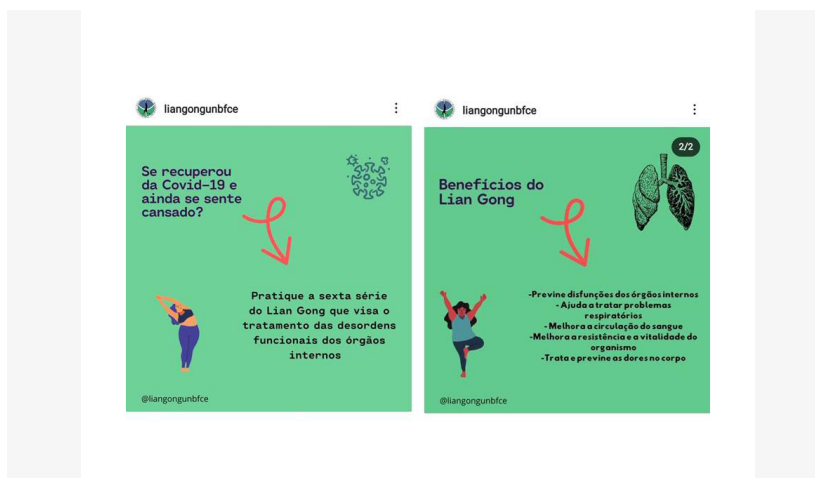 liangongunbfce
Se recuperou
da Covid-19 e
ainda se sente
cansado?
Pratique a sexta série
do Lian Gong que visa o
tratamento das desordens
funcionais dos órgãos
internos
@liangongunbfce
liangongunbfce
2/2
Benefícios do
Lian Gong
-Previne disfunções dos órgãos internos
- Ajuda a tratar problemas
respiratórios
- Melhora a circulação do sangue
-Melhora a resistência e a vitalidade do
organismo
-Trata e previne as dores no corpo
@liangongunbfce